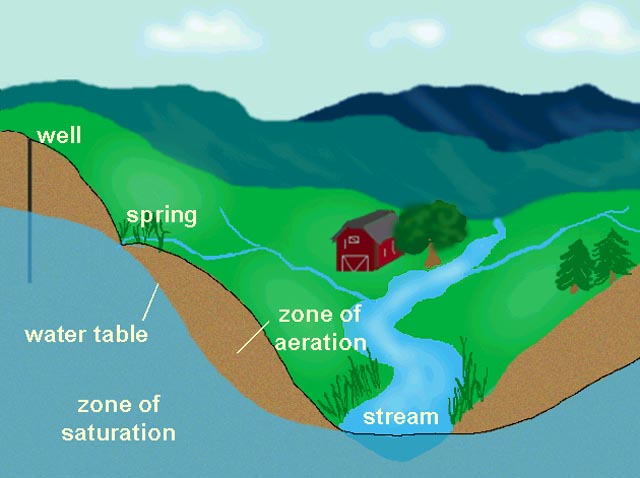 well
spring
water table
zone of
aeration
zone of
saturation
stream